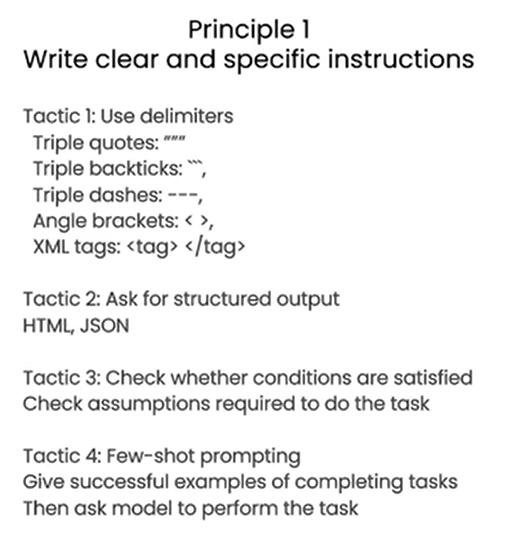 Principle 1
Write clear and specific instructions
Tactic 1: Use delimiters
Triple quotes: """
Triple backticks: ```,
Triple dashes: ---,
Angle brackets: < >,
XML tags: <tag> </tag>
Tactic 2: Ask for structured output
HTML, JSON
Tactic 3: Check whether conditions are satisfied
Check assumptions required to do the task
Tactic 4: Few-shot prompting
Give successful examples of completing tasks
Then ask model to perform the task